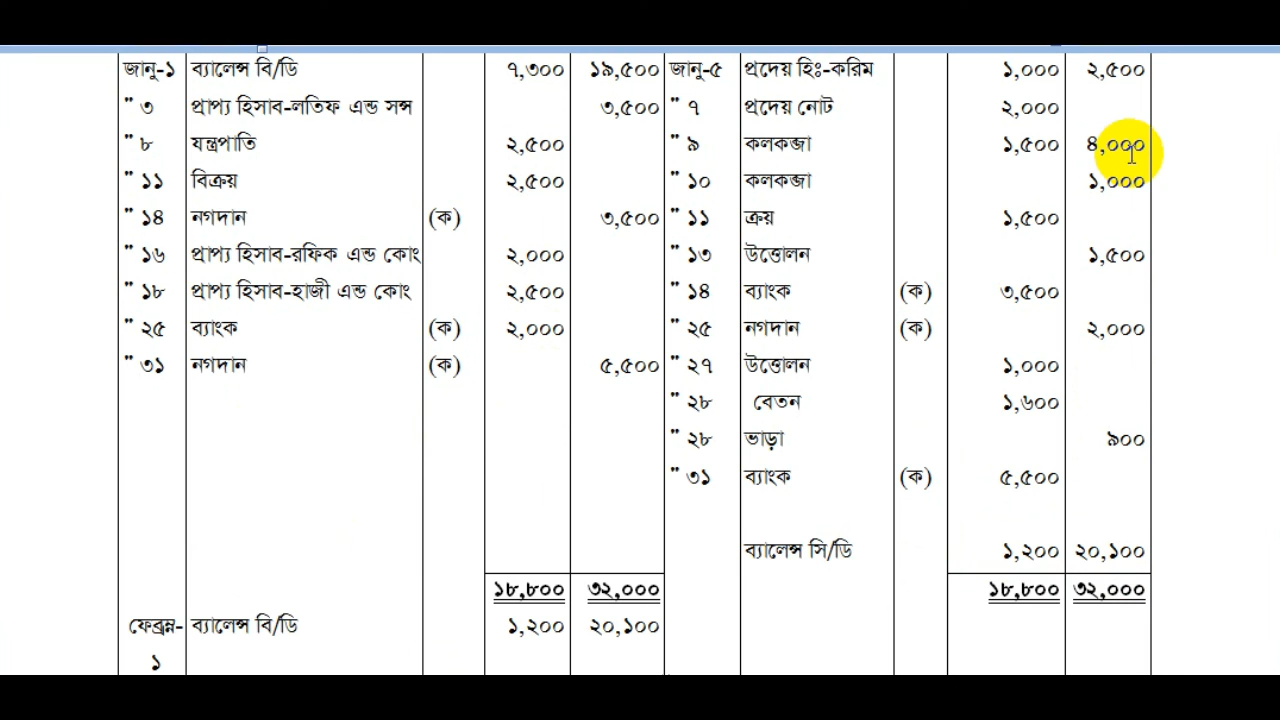 জানু-১ ব্যালেন্স বি/ডি ৭,৩০০ ১৯,৫০০ জানু-৫ প্রদেয় হিঃ-করিম ১,০০০ ২,৫০০
" ৩ প্রাপ্য হিসাব-লতিফ এন্ড সন্স ৩,৫০০ " ৭ প্রদেয় নোট ২,০০০
" ৮ যন্ত্রপাতি ২,৫০০ " ৯ কলকব্জা ১,৫০০ ৪,০০০
" ১১ বিক্রয় ২,৫০০ " ১০ কলকব্জা ১,০০০
" ১৪ নগদান (ক) ৩,৫০০ " ১১ ক্রয় ১,৫০০
" ১৬ প্রাপ্য হিসাব-রফিক এন্ড কোং ২,০০০ " ১৩ উত্তোলন ১,৫০০
" ১৮ প্রাপ্য হিসাব-হাজী এন্ড কোং ২,৫০০ " ১৪ ব্যাংক (ক) ৩,৫০০
" ২৫ ব্যাংক (ক) ২,০০০ " ২৫ নগদান (ক) ২,০০০
" ৩১ নগদান (ক) ৫,৫০০ " ২৭ উত্তোলন ১,০০০
" ২৮ বেতন ১,৬০০
" ২৮ ভাড়া ৯০০
" ৩১ ব্যাংক (ক) ৫,৫০০
ব্যালেন্স সি/ডি ১,২০০ ২০,১০০
১৮,৮০০ ৩২,০০০ ১৮,৮০০ ৩২,০০০
ফেব্রম্ন- ব্যালেন্স বি/ডি ১,২০০ ২০,১০০
১